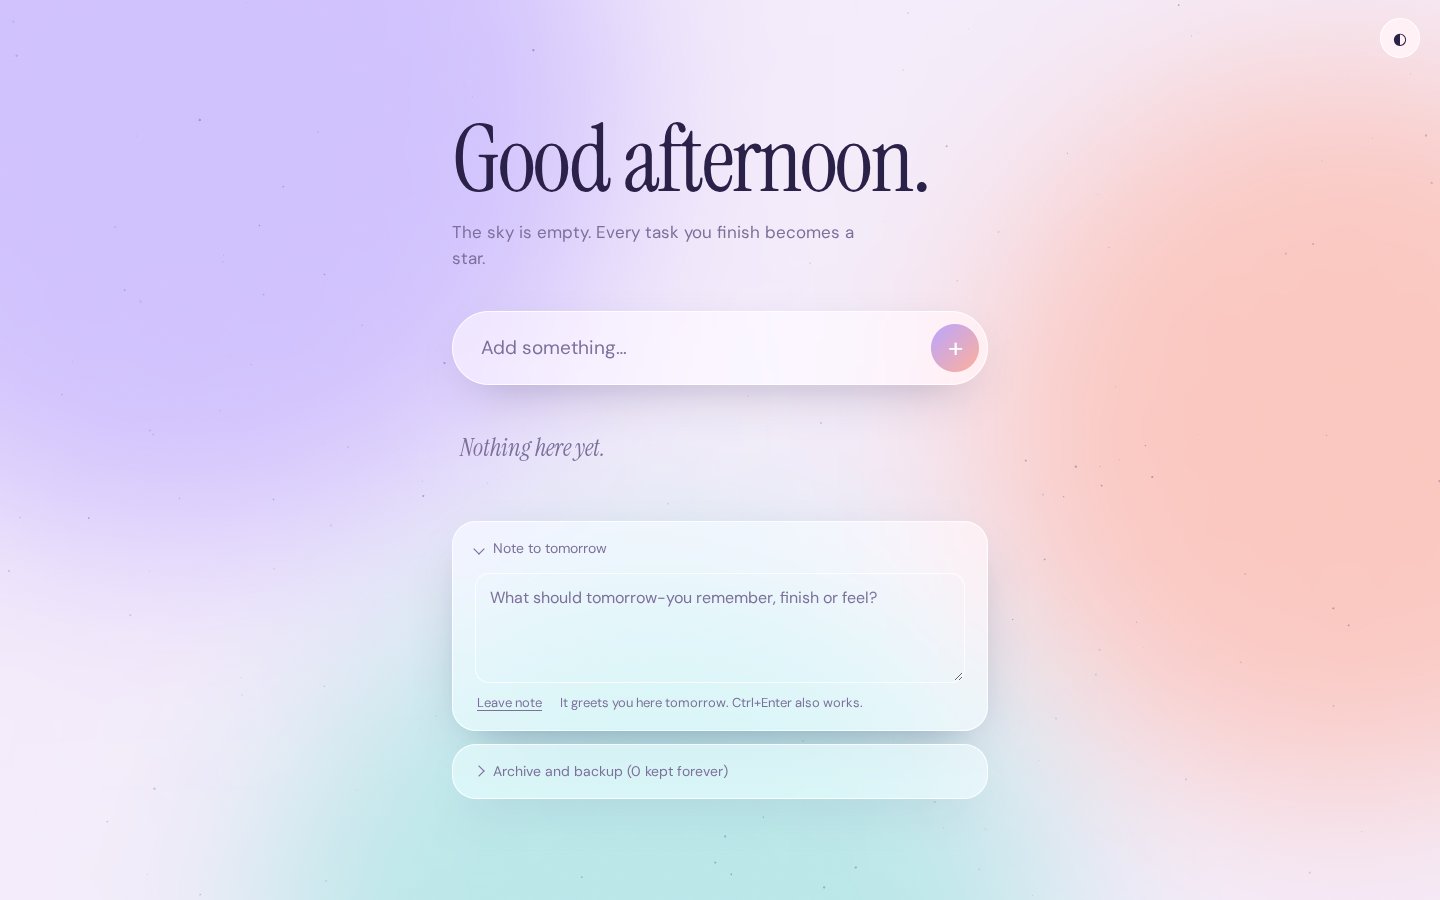 Good afternoon.
The sky is empty. Every task you finish becomes a
star.
Add something...
+
Nothing here yet.
Note to tomorrow
What should tomorrow-you remember, finish or feel?
Leave note It greets you here tomorrow. Ctrl+Enter also works.
Archive and backup (0 kept forever)